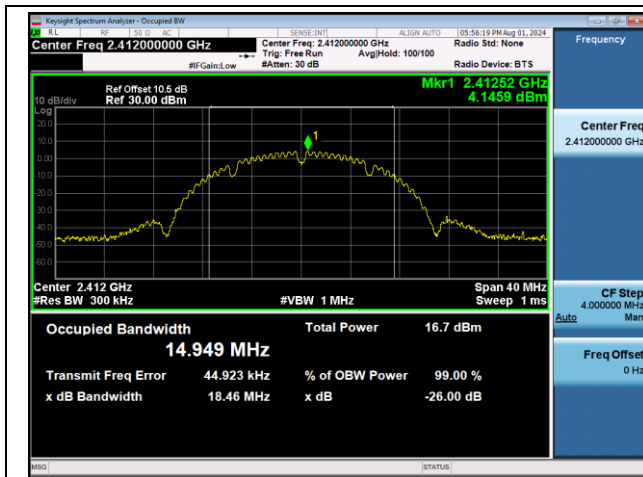 Keysight Spectrum Analyzer - Occupied BW
RL RF 50 Ω AC SENSE:INT ALIGN AUTO 05:56:19 PM Aug 01, 2024
Center Freq 2.412000000 GHz
Center Freq: 2.412000000 GHz
Radio Std: None
Trig: Free Run Avg|Hold: 100/100
#IFGain:Low #Atten: 30 dB Radio Device: BTS
Frequency
Ref Offset 10.5 dB
10 dB/div Ref 30.00 dBm
Log
Mkr1 2.41252 GHz
4.1459 dBm
20.0
10.0
0.00
-10.0
-20.0
-30.0
-40.0
-50.0
-60.0
1
Center 2.412 GHz Span 40 MHz
#Res BW 300 kHz #VBW 1 MHz Sweep 1 ms
Occupied Bandwidth Total Power 16.7 dBm
14.949 MHz
Transmit Freq Error 44.923 kHz % of OBW Power 99.00 %
x dB Bandwidth 18.46 MHz x dB -26.00 dB
Center Freq
2.412000000 GHz
CF Step
4.000000 MHz
Auto Man
Freq Offset
0 Hz
MSG STATUS